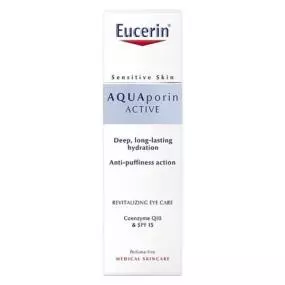 Eucerin®
Sensitive Skin
AQUAporin
ACTIVE
Deep, long-lasting
hydration
Anti-puffiness action
REVITALIZING EYE CARE
Coenzyme Q10
& SPF 15
Perfume-free
MEDICAL SKINCARE